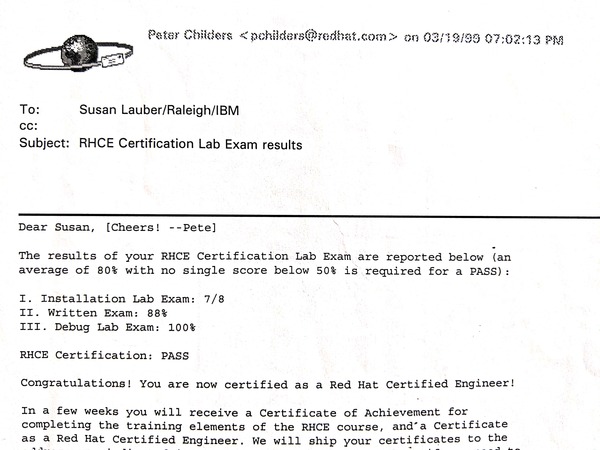 Peter Childers <pchilders@redhat.com> on 03/19/99 07:02:13 PM
To: Susan Lauber/Raleigh/IBM
cc:
Subject: RHCE Certification Lab Exam results
Dear Susan, [Cheers! --Pete]
The results of your RHCE Certification Lab Exam are reported below (an
average of 80% with no single score below 50% is required for a PASS):
I. Installation Lab Exam: 7/8
II. Written Exam: 88%
III. Debug Lab Exam: 100%
RHCE Certification: PASS
Congratulations! You are now certified as a Red Hat Certified Engineer!
In a few weeks you will receive a Certificate of Achievement for
completing the training elements of the RHCE course, and a Certificate
as a Red Hat Certified Engineer. We will ship your certificates to the